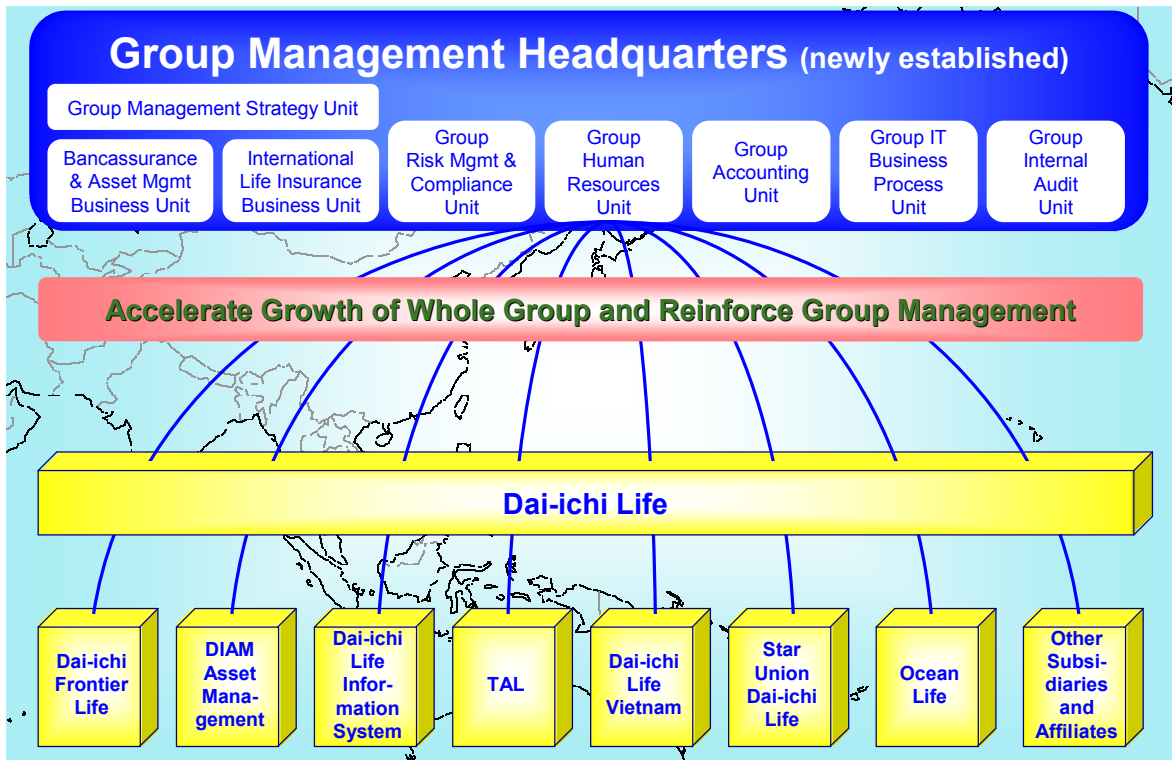 Group Management Headquarters (newly established)
Group Management Strategy Unit
Bancassurance
& Asset Mgmt
Business Unit
International
Life Insurance
Business Unit
Group
Risk Mgmt &
Compliance
Unit
Group
Human
Resources
Unit
Group
Accounting
Unit
Group IT
Business
Process
Unit
Group
Internal
Audit
Unit
Accelerate Growth of Whole Group and Reinforce Group Management
Dai-ichi Life
Dai-ichi
Frontier
Life
DIAM
Asset
Mana-
gement
Dai-ichi
Life
Infor-
mation
System
TAL
Dai-ichi
Life
Vietnam
Star
Union
Dai-ichi
Life
Ocean
Life
Other
Subsi-
diaries
and
Affiliates